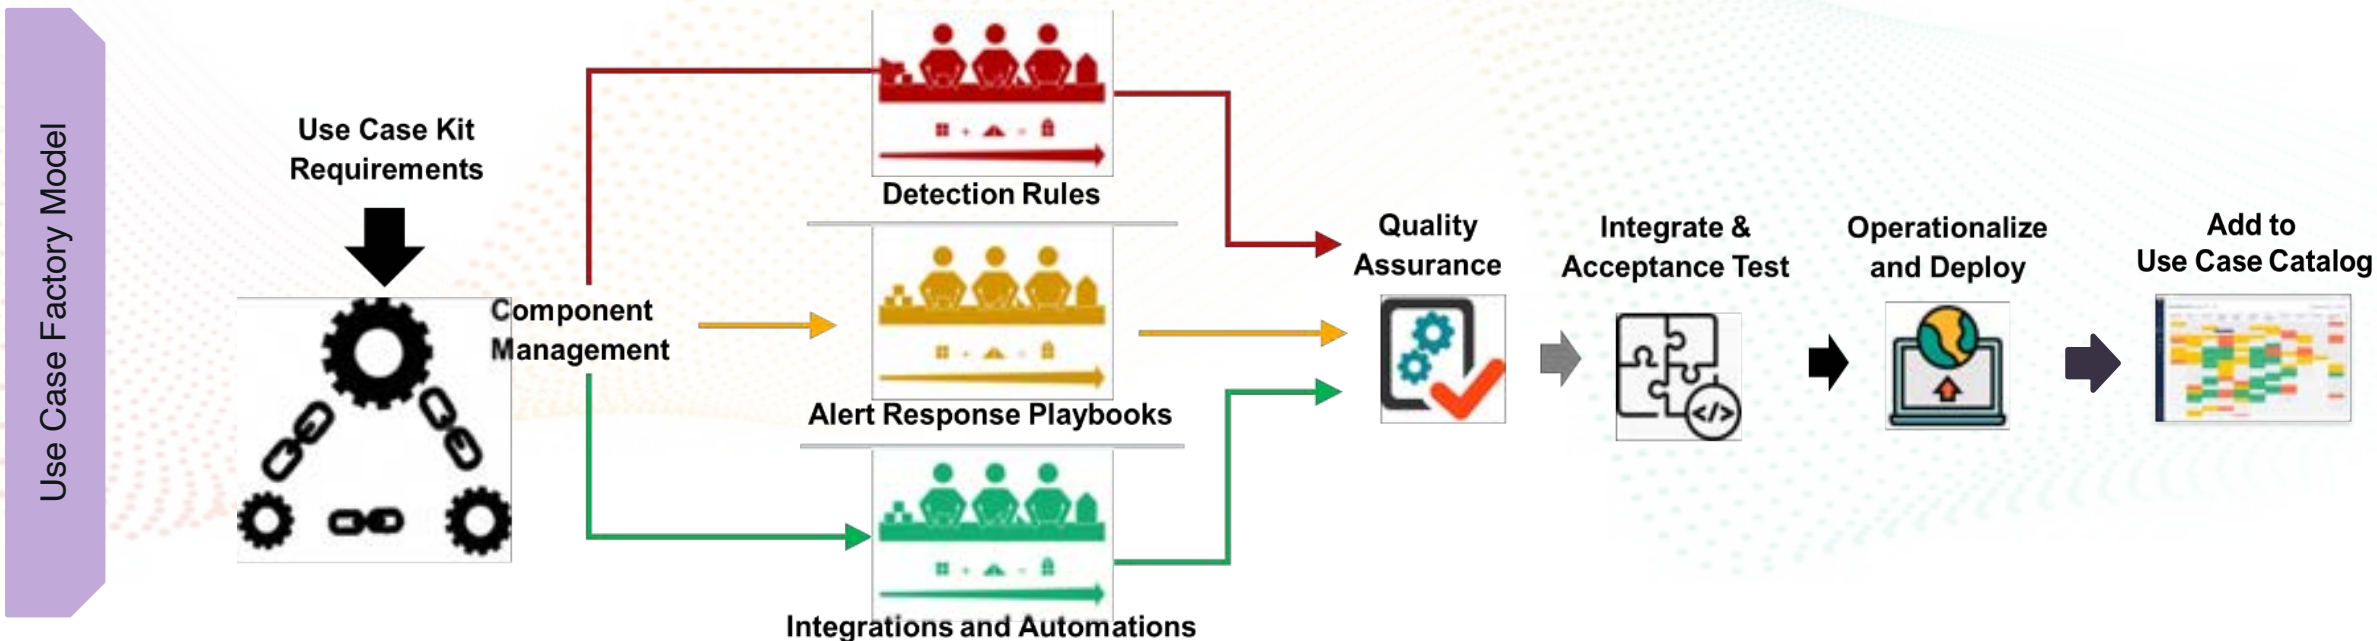 Use Case Factory Model
Use Case Kit
Requirements
Component
Management
Detection Rules
Alert Response Playbooks
Integrations and Automations
Quality
Assurance
Integrate &
Acceptance Test
</>
Operationalize
and Deploy
Add to
Use Case Catalog